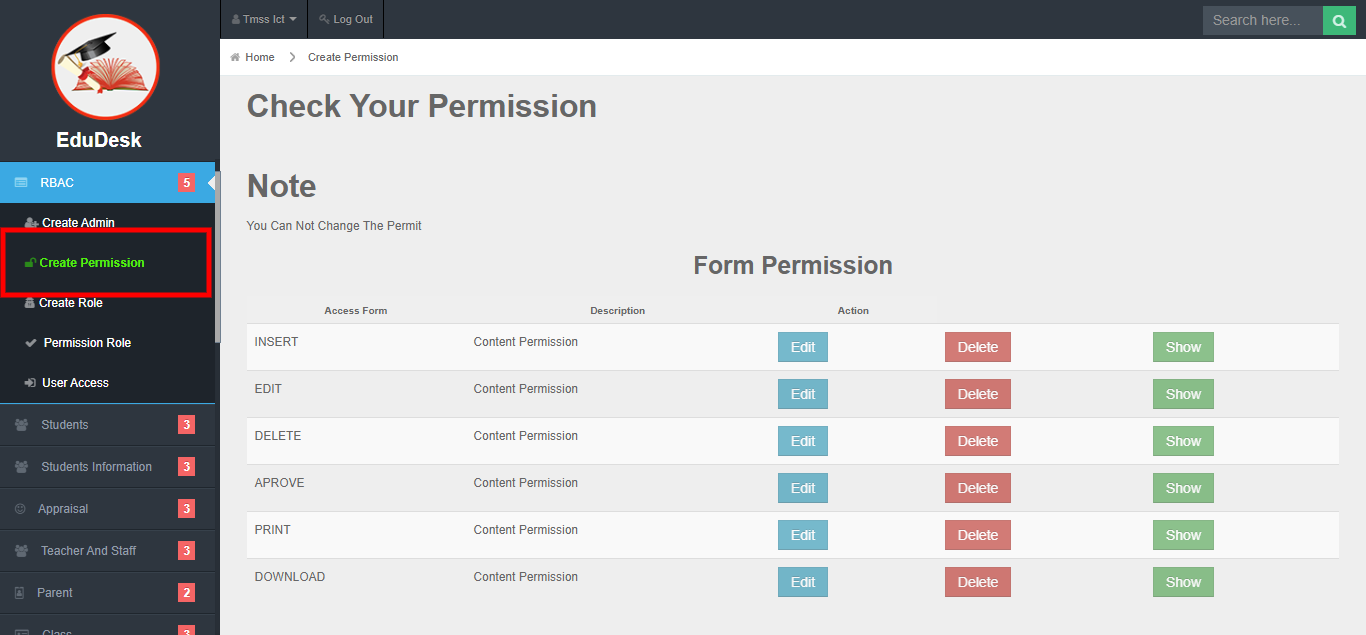 Tmss Ict
Log Out
Search here...
EduDesk
Home
Create Permission
RBAC 5
Create Admin
Create Permission
Create Role
Permission Role
User Access
Students 3
Students Information 3
Appraisal 3
Teacher And Staff 3
Parent 2
Class 3
Check Your Permission
Note
You Can Not Change The Permit
Form Permission
Access Form Description Action
INSERT Content Permission Edit Delete Show
EDIT Content Permission Edit Delete Show
DELETE Content Permission Edit Delete Show
APROVE Content Permission Edit Delete Show
PRINT Content Permission Edit Delete Show
DOWNLOAD Content Permission Edit Delete Show